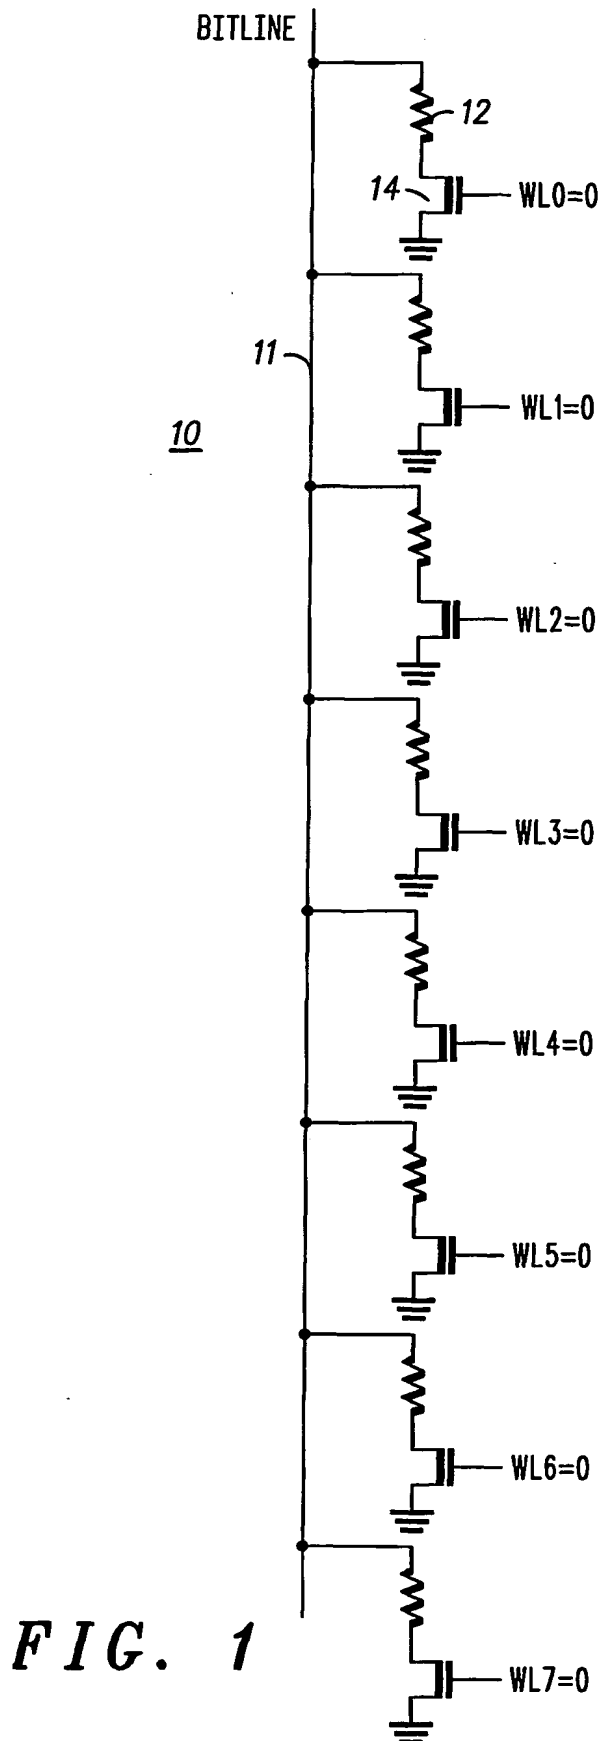 BITLINE
12
14
WL0=0
11
WL1=0
10
WL2=0
WL3=0
WL4=0
WL5=0
WL6=0
FIG. 1
WL7=0